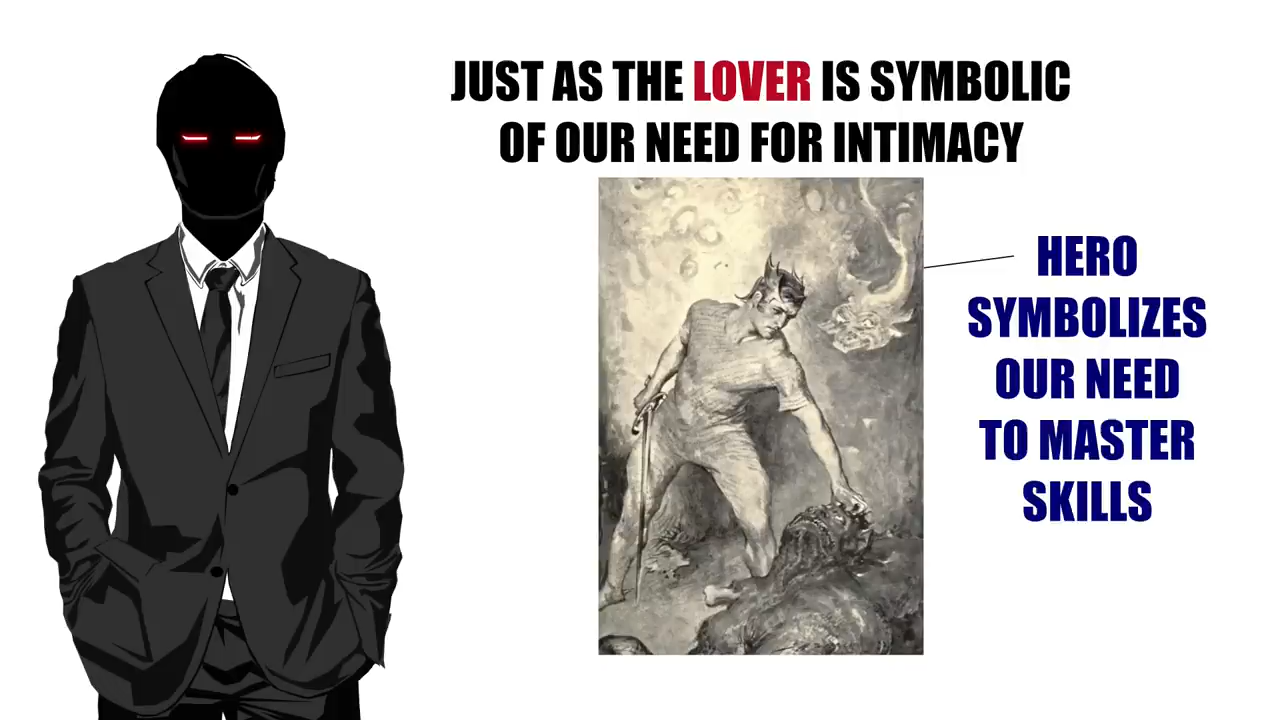 JUST AS THE LOVER IS SYMBOLIC
OF OUR NEED FOR INTIMACY
HERO
SYMBOLIZES
OUR NEED
TO MASTER
SKILLS